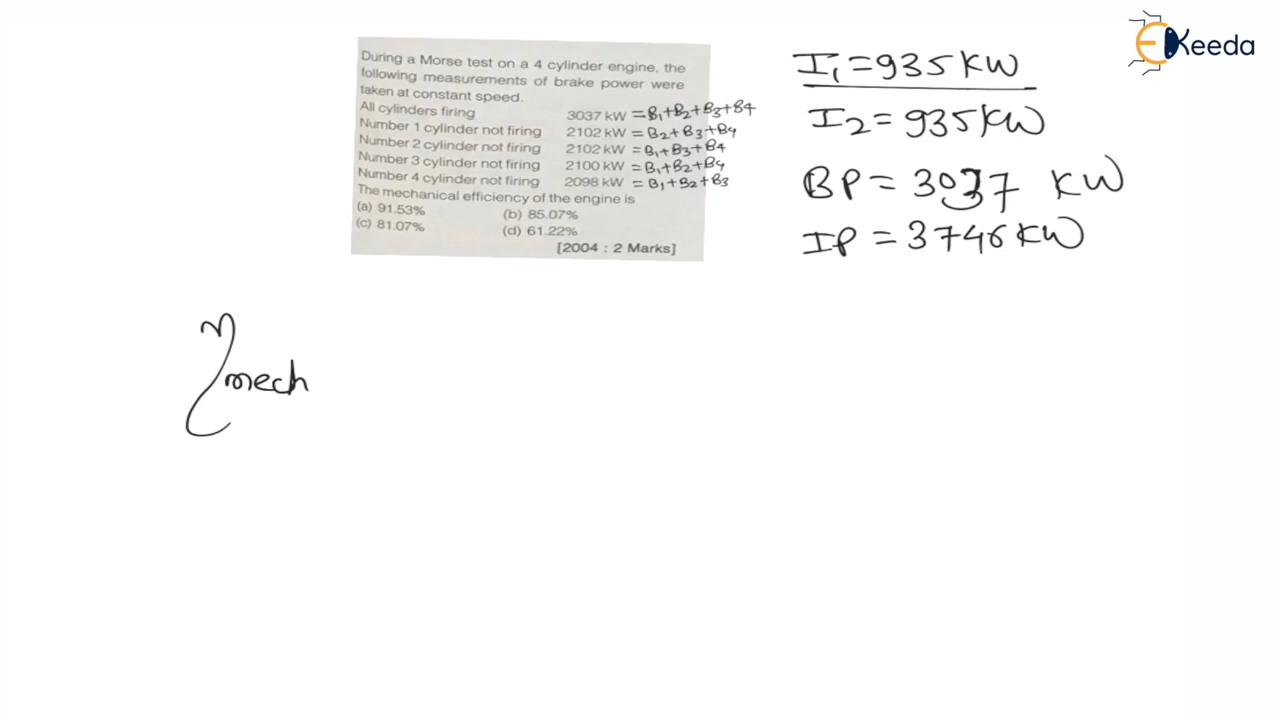 During a Morse test on a 4 cylinder engine, the
following measurements of brake power were
taken at constant speed.
All cylinders firing 3037 kW = B₁+B₂+B₃+B4
Number 1 cylinder not firing 2102 kW = B₂+B₃+B4
Number 2 cylinder not firing 2102 kW = B₁+B₃+B4
Number 3 cylinder not firing 2100 kW = B₁+B₂+B4
Number 4 cylinder not firing 2098 kW = B₁+B₂+B3
The mechanical efficiency of the engine is
(a) 91.53% (b) 85.07%
(c) 81.07% (d) 61.22%
[2004 : 2 Marks]
I₁ = 935 KW
I₂ = 935 KW
BP = 3037 KW
IP = 3746 KW
η mech
EKeeda